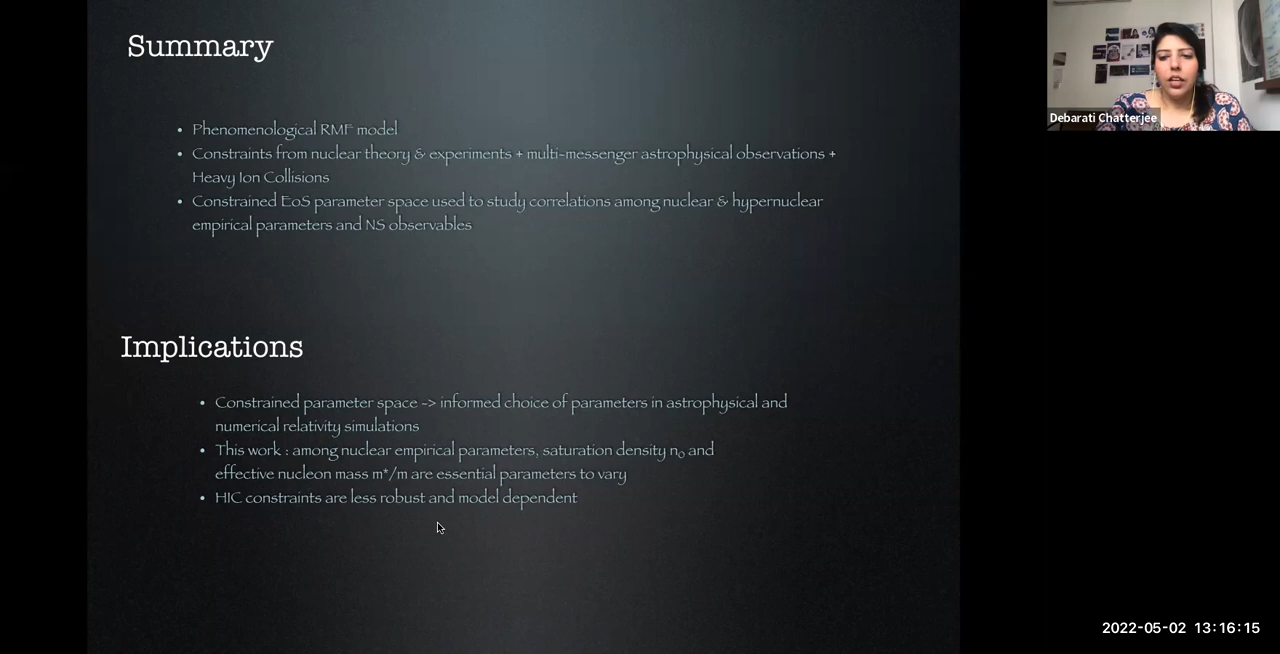 Summary
• Phenomenological RMF model
• Constraints from nuclear theory & experiments + multi-messenger astrophysical observations +
Heavy Ion Collisions
• Constrained EoS parameter space used to study correlations among nuclear & hypernuclear
empirical parameters and NS observables
Implications
• Constrained parameter space -> informed choice of parameters in astrophysical and
numerical relativity simulations
• This work : among nuclear empirical parameters, saturation density n₀ and
effective nucleon mass m*/m are essential parameters to vary
• HIC constraints are less robust and model dependent
Debarati Chatterjee
2022-05-02 13:16:15